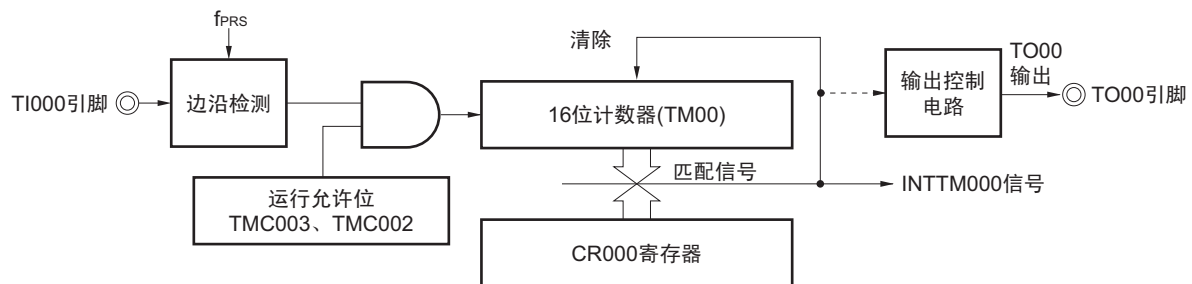 fPRS
清除
TO00
输出
TI000引脚
边沿检测
16位计数器(TM00)
输出控制
电路
TO00引脚
匹配信号
INTTM000信号
运行允许位
TMC003、TMC002
CR000寄存器